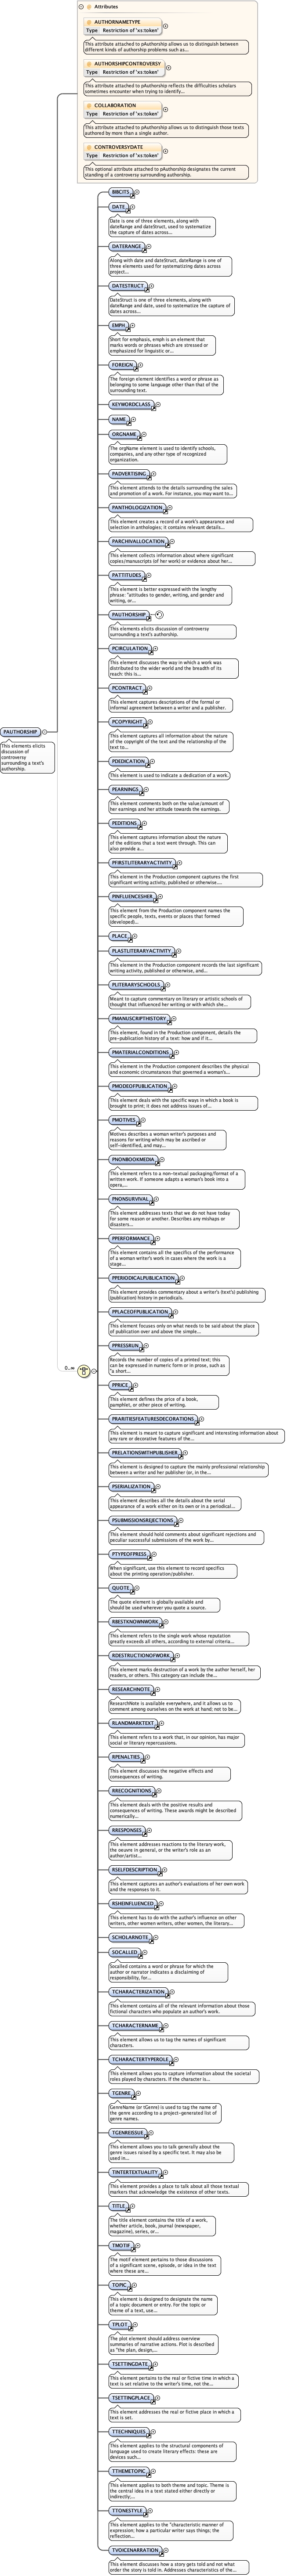 Attributes
AUTHORNAMETYPE
Type Restriction of 'xs:token'
This attribute attached to pAuthorship allows us to distinguish between
different kinds of authorship problems such as...
AUTHORSHIPCONTROVERSY
Type Restriction of 'xs:token'
This attribute attached to pAuthorship reflects the difficulties scholars
sometimes encounter when trying to identify...
COLLABORATION
Type Restriction of 'xs:token'
This attribute attached to pAuthorship allows us to distinguish those texts
authored by more than a single author.
CONTROVERSYDATE
Type Restriction of 'xs:token'
This optional attribute attached to pAuthorship designates the current
standing of a controversy surrounding authorship.
PAUTHORSHIP
This elements elicits
discussion of
controversy
surrounding a text's
authorship.
0..∞
BIBCITS
DATE
Date is one of three elements, along with
dateRange and dateStruct, used to systematize
the capture of dates across...
DATERANGE
Along with date and dateStruct, dateRange is one of
three elements used for systematizing dates across
project...
DATESTRUCT
DateStruct is one of three elements, along with
dateRange and date, used to systematize the capture of
dates across...
EMPH
Short for emphasis, emph is an element that
marks words or phrases which are stressed or
emphasized for linguistic or...
FOREIGN
The foreign element identifies a word or phrase as
belonging to some language other than that of the
surrounding text.
KEYWORDCLASS
NAME
ORGNAME
The orgName element is used to identify schools,
companies, and any other type of recognized
organization.
PADVERTISING
This element attends to the details surrounding the sales
and promotion of a work. For instance, you may want to...
PANTHOLOGIZATION
This element creates a record of a work's appearance and
selection in anthologies; it contains relevant details...
PARCHIVALLOCATION
This element collects information about where significant
copies/manuscripts (of her work) or evidence about her...
PATTITUDES
This element is better expressed with the lengthy
phrase: "attitudes to gender, writing, and gender and
writing, or...
PAUTHORSHIP
This elements elicits discussion of controversy
surrounding a text's authorship.
PCIRCULATION
This element discusses the way in which a work was
distributed to the wider world and the breadth of its
reach: this is...
PCONTRACT
This element captures descriptions of the formal or
informal agreement between a writer and a publisher.
PCOPYRIGHT
This element captures all information about the nature
of the copyright of the text and the relationship of the
text to...
PDEDICATION
This element is used to indicate a dedication of a work.
PEARNINGS
This element comments both on the value/amount of
her earnings and her attitude towards the earnings.
PEDITIONS
This element captures information about the nature
of the editions that a text went through. This can
also provide a...
PFIRSTLITERARYACTIVITY
This element in the Production component captures the first
significant writing activity, published or otherwise....
PINFLUENCESHER
This element from the Production component names the
specific people, texts, events or places that formed
(developed)...
PLACE
PLASTLITERARYACTIVITY
This element in the Production component records the last significant
writing activity, published or otherwise, and...
PLITERARYSCHOOLS
Meant to capture commentary on literary or artistic schools of
thought that influenced her writing or with which she...
PMANUSCRIPTHISTORY
This element, found in the Production component, details the
pre-publication history of a text: how and if it...
PMATERIALCONDITIONS
This element in the Production component describes the physical
and economic circumstances that governed a woman's...
PMODEOFPUBLICATION
This element deals with the specific ways in which a book is
brought to print; it does not address issues of...
PMOTIVES
Motives describes a woman writer's purposes and
reasons for writing which may be ascribed or
self-identified, and may...
PNONBOOKMEDIA
This element refers to a non-textual packaging/format of a
written work. If someone adapts a woman's book into a
opera,...
PNONSURVIVAL
This element addresses texts that we do not have today
for some reason or another. Describes any mishaps or
disasters...
PPERFORMANCE
This element contains all the specifics of the performance
of a woman writer's work in cases where the work is a
stage...
PPERIODICALPUBLICATION
This element provides commentary about a writer's (text's) publishing
(publication) history in periodicals.
PPLACEOFPUBLICATION
This element focuses only on what needs to be said about the place
of publication over and above the simple...
PPRESSRUN
Records the number of copies of a printed text; this
can be expressed in numeric form or in prose, such as
"a short...
PPRICE
This element defines the price of a book,
pamphlet, or other piece of writing.
PRARITIESFEATURESDECORATIONS
This element is meant to capture significant and interesting information about
any rare or decorative features of the...
PRELATIONSWITHPUBLISHER
This element is designed to capture the mainly professional relationship
between a writer and her publisher (or, in the...
PSERIALIZATION
This element describes all the details about the serial
appearance of a work either on its own or in a periodical...
PSUBMISSIONSREJECTIONS
This element should hold comments about significant rejections and
peculiar successful submissions of the work by...
PTYPEOFPRESS
When significant, use this element to record specifics
about the printing operation/publisher.
QUOTE
The quote element is globally available and
should be used wherever you quote a source.
RBESTKNOWNWORK
This element refers to the single work whose reputation
greatly exceeds all others, according to external criteria...
RDESTRUCTIONOFWORK
This element marks destruction of a work by the author herself, her
readers, or others. This category can include the...
RESEARCHNOTE
ResearchNote is available everywhere, and it allows us to
comment among ourselves on the work at hand; not to be...
RLANDMARKTEXT
This element refers to a work that, in our opinion, has major
social or literary repercussions.
RPENALTIES
This element discusses the negative effects and
consequences of writing.
RRECOGNITIONS
This element deals with the positive results and
consequences of writing. These awards might be described
numerically...
RRESPONSES
This element addresses reactions to the literary work,
the oeuvre in general, or the writer's role as an
author/artist...
RSELFDESCRIPTION
This element captures an author's evaluations of her own work
and the responses to it.
RSHEINFLUENCED
This element has to do with the author's influence on other
writers, other women writers, other women, the literary...
SCHOLARNOTE
SOCALLED
Socalled contains a word or phrase for which the
author or narrator indicates a disclaiming of
responsibility, for...
TCHARACTERIZATION
This element contains all of the relevant information about those
fictional characters who populate an author's work.
TCHARACTERNAME
This element allows us to tag the names of significant
characters.
TCHARACTERTYPEROLE
This element allows you to capture information about the societal
roles played by characters. If the character is...
TGENRE
GenreName (or tGenre) is used to tag the name of
the genre according to a project-generated list of
genre names.
TGENREISSUE
This element allows you to talk generally about the
genre issues raised by a specific text. It may also be
used in...
TINTERTEXTUALITY
This element provides a place to talk about all those textual
markers that acknowledge the existence of other texts.
TITLE
The title element contains the title of a work,
whether article, book, journal (newspaper,
magazine), series, or...
TMOTIF
The motif element pertains to those discussions
of a significant scene, episode, or idea in the text
where these are...
TOPIC
This element is designed to designate the name
of a topic document or entry. For the topic or
theme of a text, use...
TPLOT
The plot element should address overview
summaries of narrative actions. Plot is described
as "the plan, design,...
TSETTINGDATE
This element pertains to the real or fictive time in which a
text is set relative to the writer's time, not the...
TSETTINGPLACE
This element addresses the real or fictive place in which a
text is set.
TTECHNIQUES
This element applies to the structural components of
language used to create literary effects: these are
devices such...
TTHEMETOPIC
This element applies to both theme and topic. Theme is
the central idea in a text stated either directly or
indirectly;...
TTONESTYLE
This element applies to the "characteristic manner of
expression; how a particular writer says things; the
reflection...
TVOICENARRATION
This element discusses how a story gets told and not what
order the story is told in. Addresses characteristics of the...